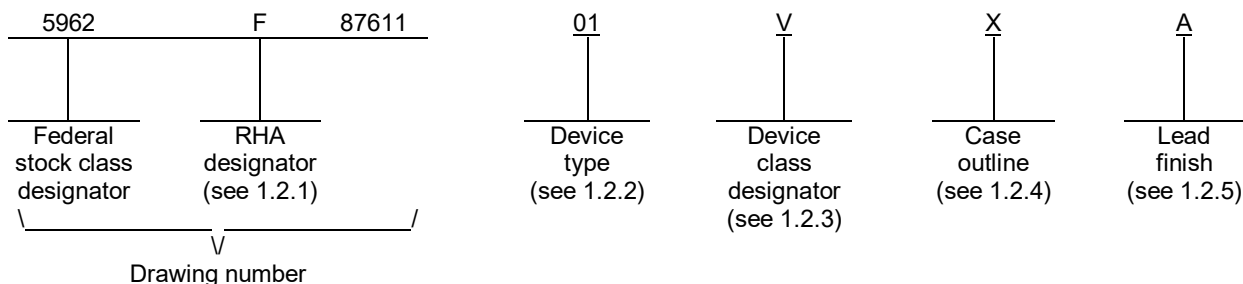 5962 F 87611 01 V X A
Federal stock class designator
RHA designator (see 1.2.1)
Device type (see 1.2.2)
Device class designator (see 1.2.3)
Case outline (see 1.2.4)
Lead finish (see 1.2.5)
\ /
\/
Drawing number